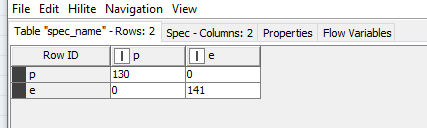 File Edit Hilite Navigation View
Table "spec_name" - Rows: 2 Spec - Columns: 2 Properties Flow Variables
Row ID I p I e
p 130 0
e 0 141